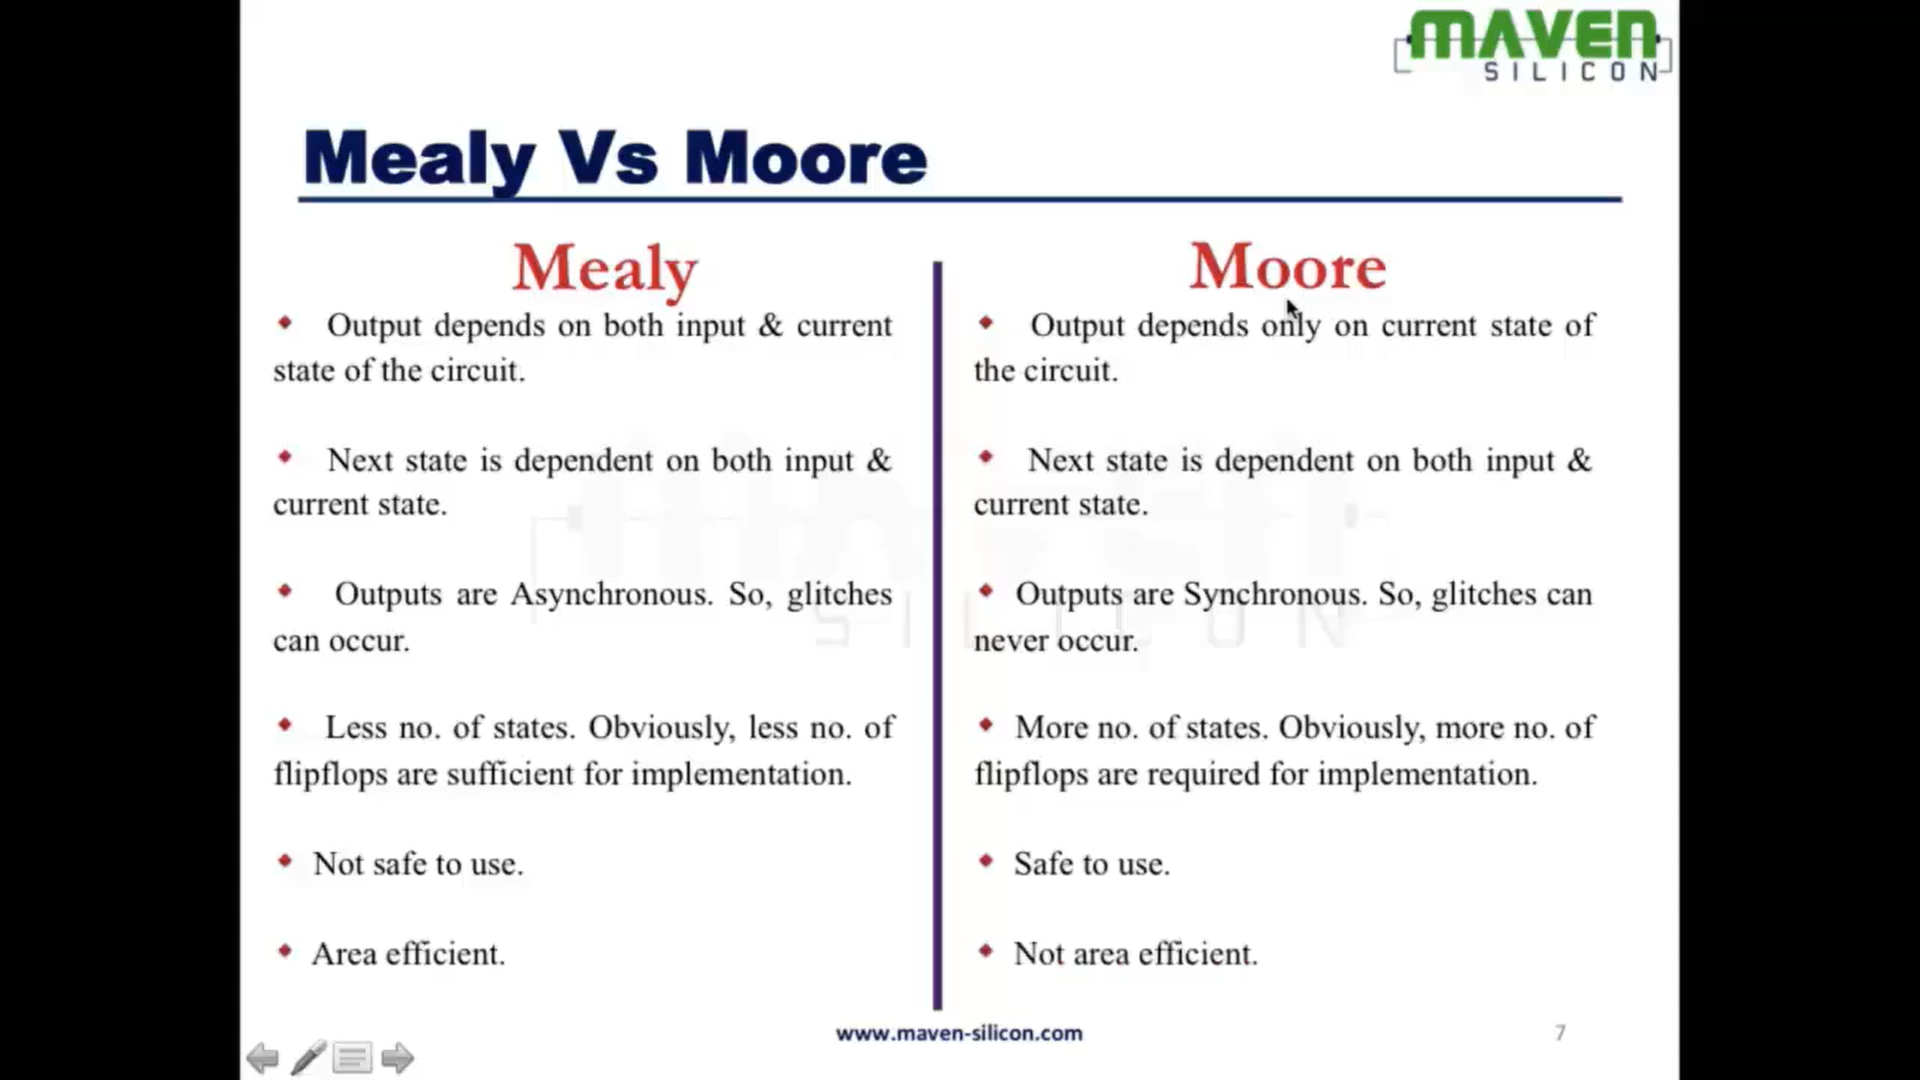 MAVEN
SILICON
Mealy Vs Moore
Mealy
◆ Output depends on both input & current
state of the circuit.
◆ Next state is dependent on both input &
current state.
◆ Outputs are Asynchronous. So, glitches
can occur.
◆ Less no. of states. Obviously, less no. of
flipflops are sufficient for implementation.
◆ Not safe to use.
◆ Area efficient.
Moore
◆ Output depends only on current state of
the circuit.
◆ Next state is dependent on both input &
current state.
◆ Outputs are Synchronous. So, glitches can
never occur.
◆ More no. of states. Obviously, more no. of
flipflops are required for implementation.
◆ Safe to use.
◆ Not area efficient.
MAVEN
SILICON
www.maven-silicon.com
7